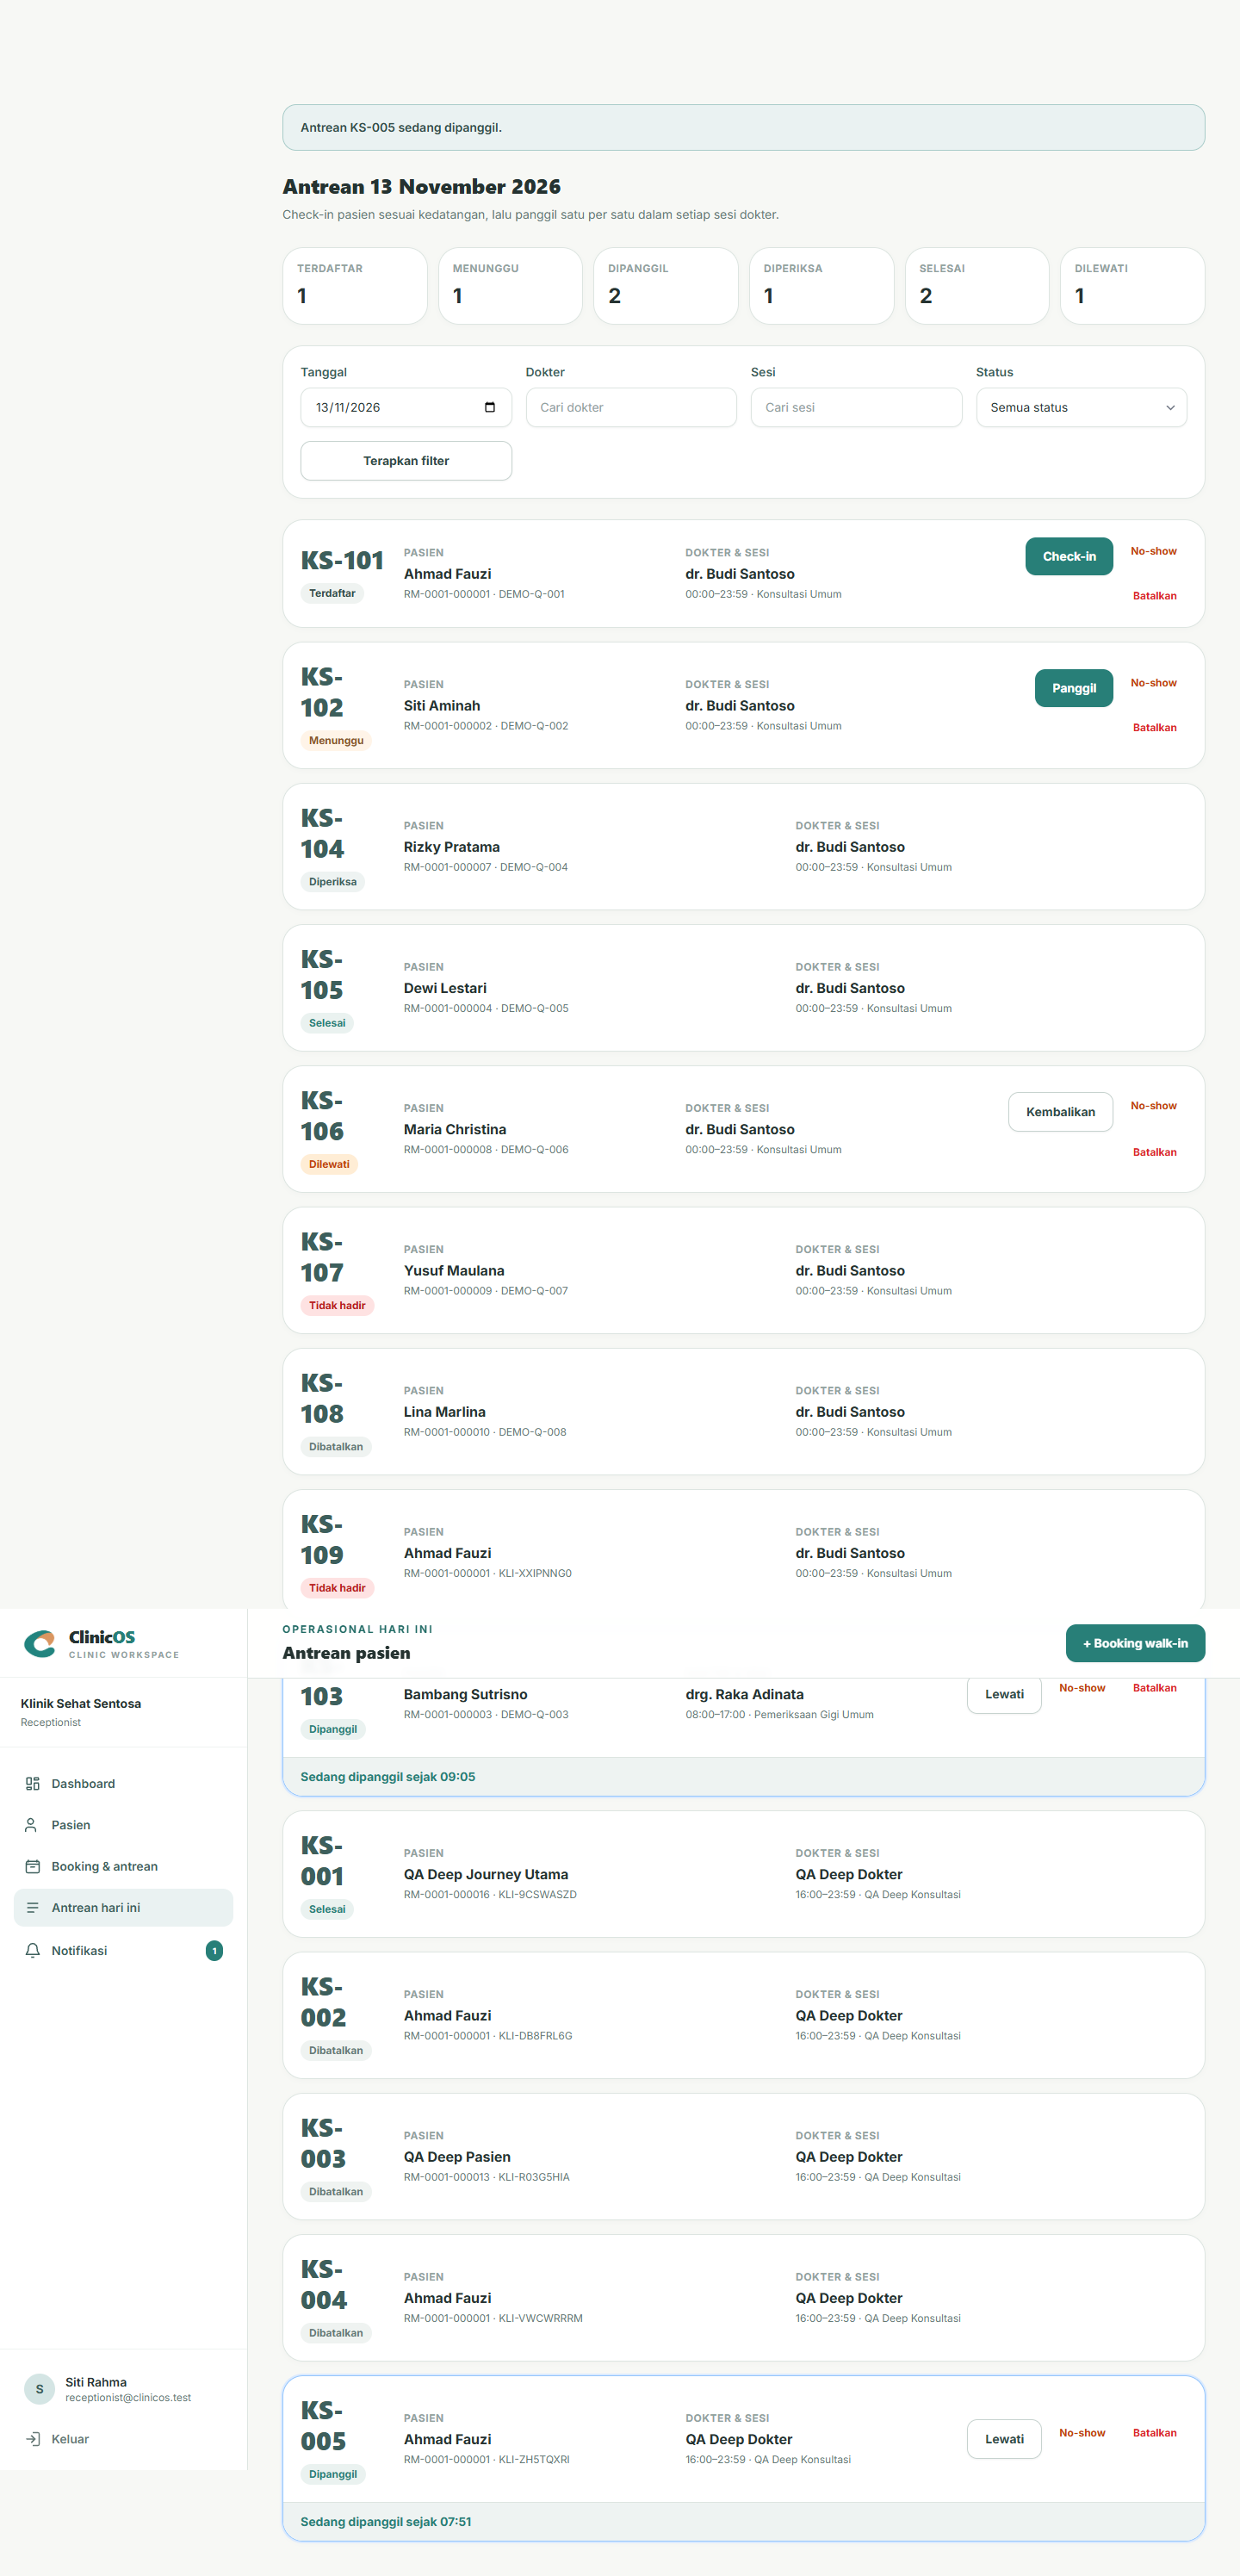 Antrean KS-005 sedang dipanggil.
Antrean 13 November 2026
Check-in pasien sesuai kedatangan, lalu panggil satu per satu dalam setiap sesi dokter.
TERDAFTAR
1
MENUNGGU
1
DIPANGGIL
2
DIPERIKSA
1
SELESAI
2
DILEWATI
1
Tanggal
13/11/2026
Dokter
Cari dokter
Sesi
Cari sesi
Status
Semua status
Terapkan filter
KS-101
Terdaftar
PASIEN
Ahmad Fauzi
RM-0001-000001 · DEMO-Q-001
DOKTER & SESI
dr. Budi Santoso
00:00–23:59 · Konsultasi Umum
Check-in
No-show
Batalkan
KS-
102
Menunggu
PASIEN
Siti Aminah
RM-0001-000002 · DEMO-Q-002
DOKTER & SESI
dr. Budi Santoso
00:00–23:59 · Konsultasi Umum
Panggil
No-show
Batalkan
KS-
104
Diperiksa
PASIEN
Rizky Pratama
RM-0001-000007 · DEMO-Q-004
DOKTER & SESI
dr. Budi Santoso
00:00–23:59 · Konsultasi Umum
KS-
105
Selesai
PASIEN
Dewi Lestari
RM-0001-000004 · DEMO-Q-005
DOKTER & SESI
dr. Budi Santoso
00:00–23:59 · Konsultasi Umum
KS-
106
Dilewati
PASIEN
Maria Christina
RM-0001-000008 · DEMO-Q-006
DOKTER & SESI
dr. Budi Santoso
00:00–23:59 · Konsultasi Umum
Kembalikan
No-show
Batalkan
KS-
107
Tidak hadir
PASIEN
Yusuf Maulana
RM-0001-000009 · DEMO-Q-007
DOKTER & SESI
dr. Budi Santoso
00:00–23:59 · Konsultasi Umum
KS-
108
Dibatalkan
PASIEN
Lina Marlina
RM-0001-000010 · DEMO-Q-008
DOKTER & SESI
dr. Budi Santoso
00:00–23:59 · Konsultasi Umum
KS-
109
Tidak hadir
PASIEN
Ahmad Fauzi
RM-0001-000001 · KLI-XXIPNNG0
DOKTER & SESI
dr. Budi Santoso
00:00–23:59 · Konsultasi Umum
ClinicOS
CLINIC WORKSPACE
Klinik Sehat Sentosa
Receptionist
Dashboard
Pasien
Booking & antrean
Antrean hari ini
Notifikasi
1
Siti Rahma
S
receptionist@clinicos.test
Keluar
OPERASIONAL HARI INI
Antrean pasien
+ Booking walk-in
103
Dipanggil
Bambang Sutrisno
RM-0001-000003 · DEMO-Q-003
drg. Raka Adinata
08:00–17:00 · Pemeriksaan Gigi Umum
Lewati
No-show
Batalkan
Sedang dipanggil sejak 09:05
KS-
001
Selesai
PASIEN
QA Deep Journey Utama
RM-0001-000016 · KLI-9CSWASZD
DOKTER & SESI
QA Deep Dokter
16:00–23:59 · QA Deep Konsultasi
KS-
002
Dibatalkan
PASIEN
Ahmad Fauzi
RM-0001-000001 · KLI-DB8FRL6G
DOKTER & SESI
QA Deep Dokter
16:00–23:59 · QA Deep Konsultasi
KS-
003
Dibatalkan
PASIEN
QA Deep Pasien
RM-0001-000013 · KLI-R03G5HIA
DOKTER & SESI
QA Deep Dokter
16:00–23:59 · QA Deep Konsultasi
KS-
004
Dibatalkan
PASIEN
Ahmad Fauzi
RM-0001-000001 · KLI-VWCWRRRM
DOKTER & SESI
QA Deep Dokter
16:00–23:59 · QA Deep Konsultasi
KS-
005
Dipanggil
PASIEN
Ahmad Fauzi
RM-0001-000001 · KLI-ZH5TQXRI
DOKTER & SESI
QA Deep Dokter
16:00–23:59 · QA Deep Konsultasi
Lewati
No-show
Batalkan
Sedang dipanggil sejak 07:51